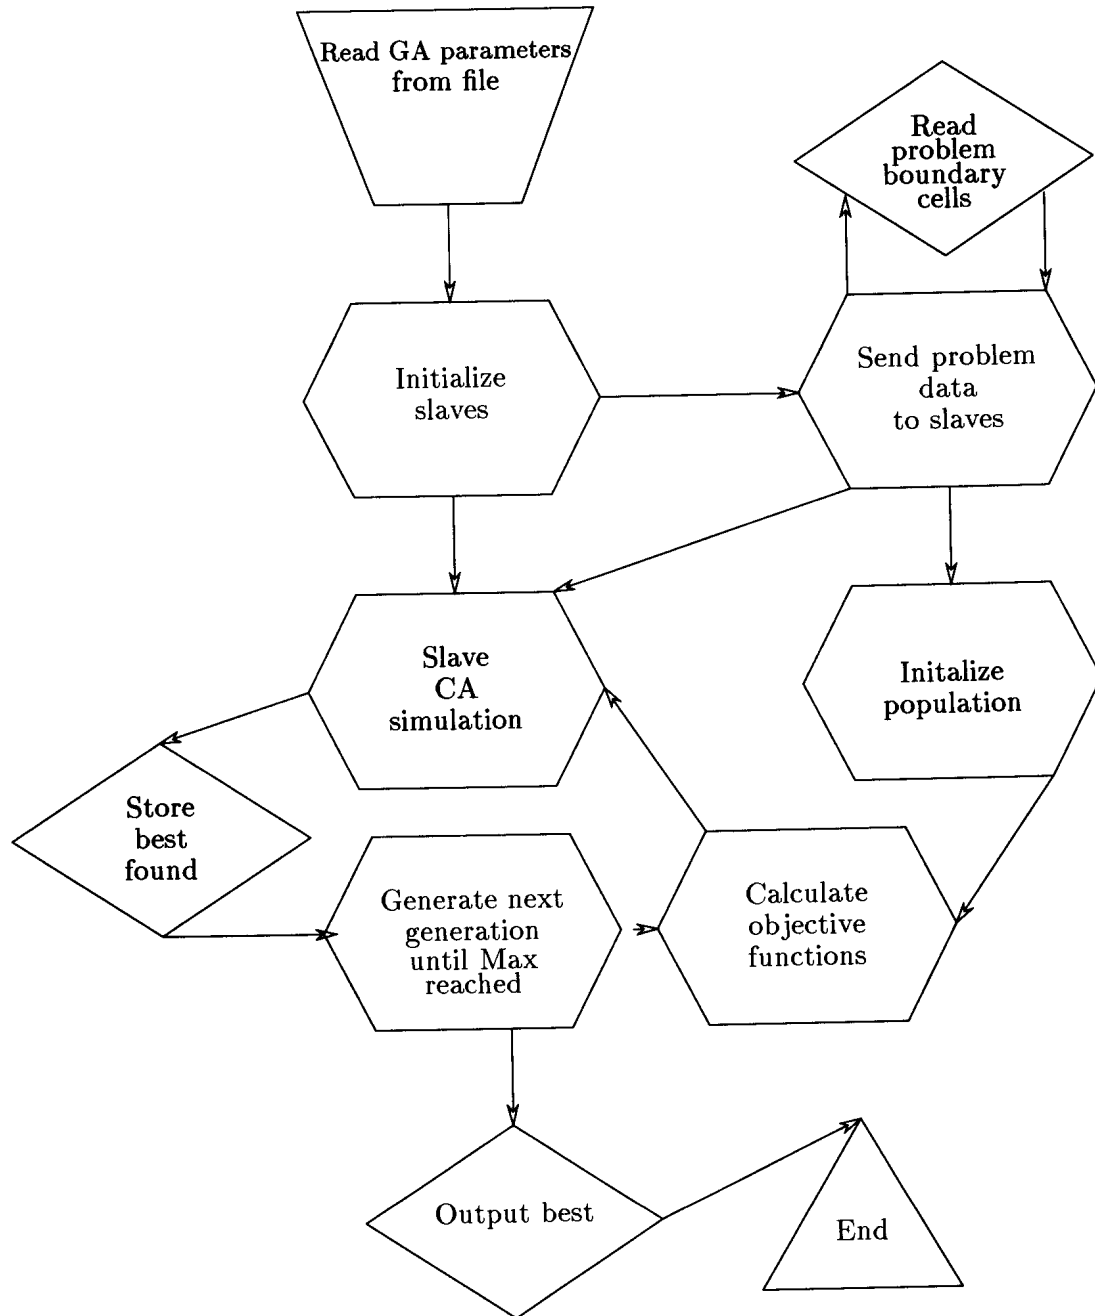 Read GA parameters
from file
Read
problem
boundary
cells
Initialize
slaves
Send problem
data
to slaves
Slave
CA
simulation
Initalize
population
Store
best
found
Generate next
generation
until Max
reached
Calculate
objective
functions
Output best
End